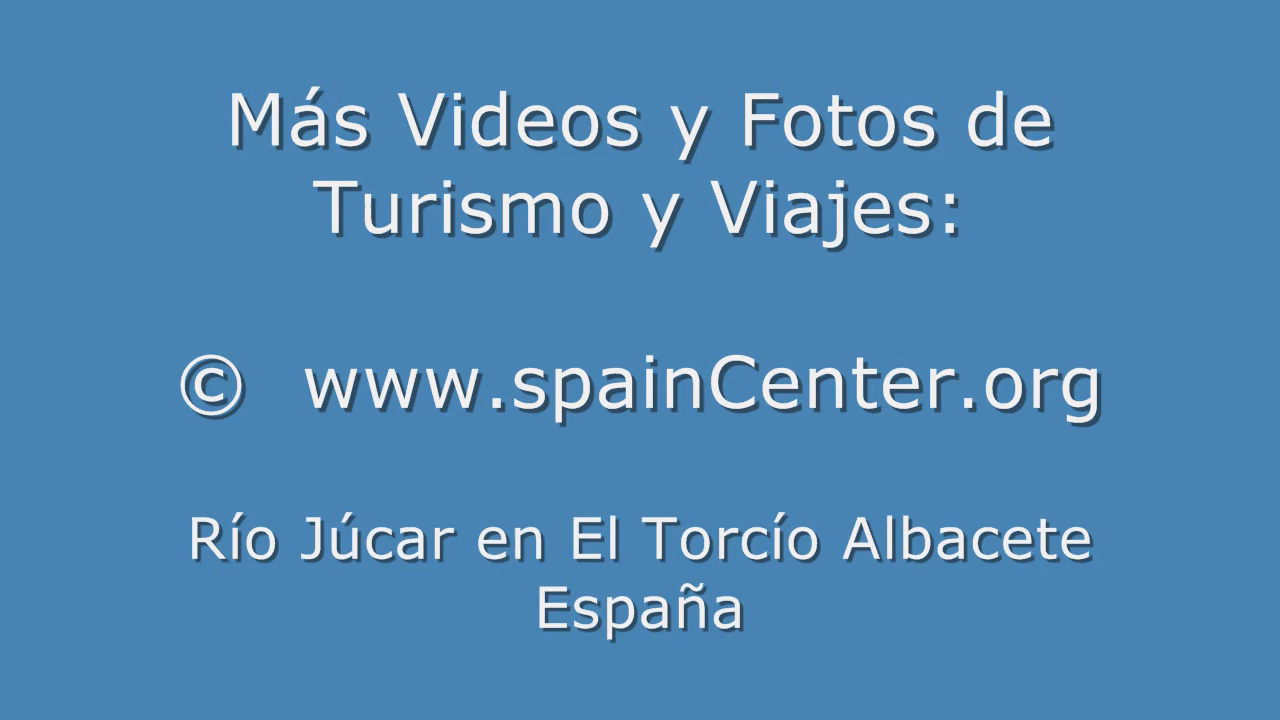 Más Videos y Fotos de
Turismo y Viajes:
© www.spainCenter.org
Río Júcar en El Torcío Albacete
España